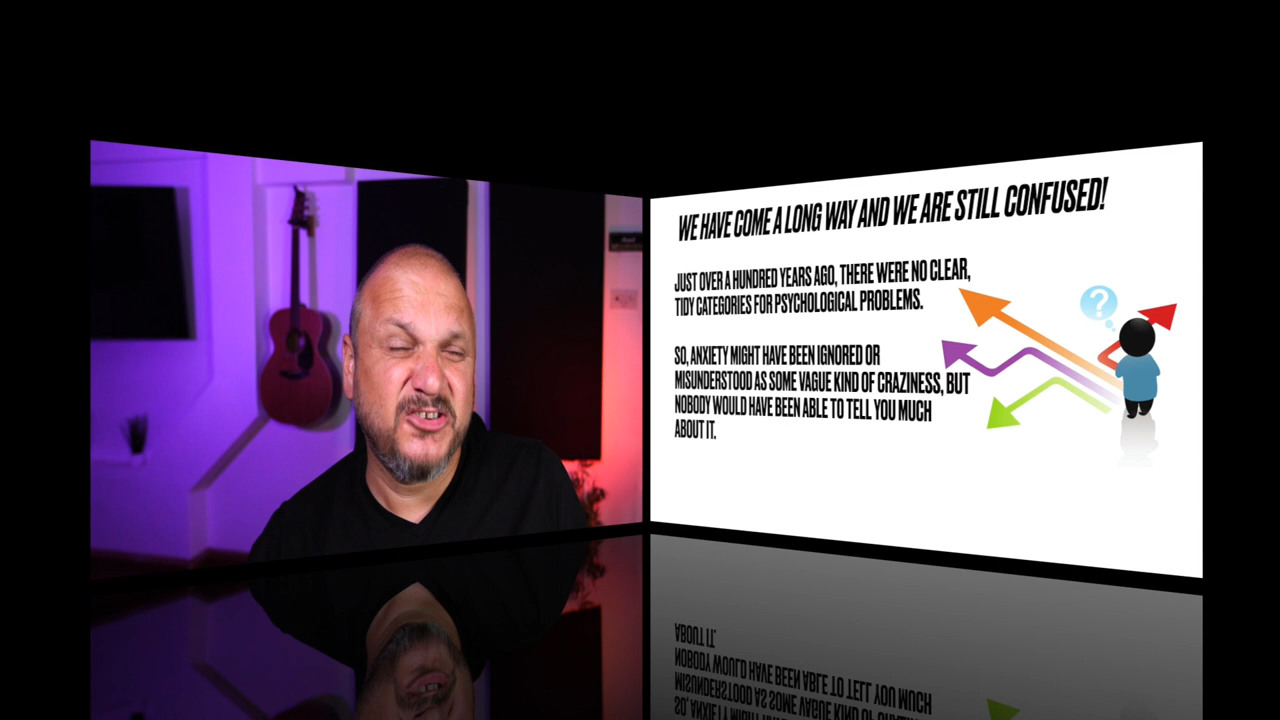 WE HAVE COME A LONG WAY AND WE ARE STILL CONFUSED!
JUST OVER A HUNDRED YEARS AGO, THERE WERE NO CLEAR,
TIDY CATEGORIES FOR PSYCHOLOGICAL PROBLEMS.
SO, ANXIETY MIGHT HAVE BEEN IGNORED OR
MISUNDERSTOOD AS SOME VAGUE KIND OF CRAZINESS, BUT
NOBODY WOULD HAVE BEEN ABLE TO TELL YOU MUCH
ABOUT IT.
?